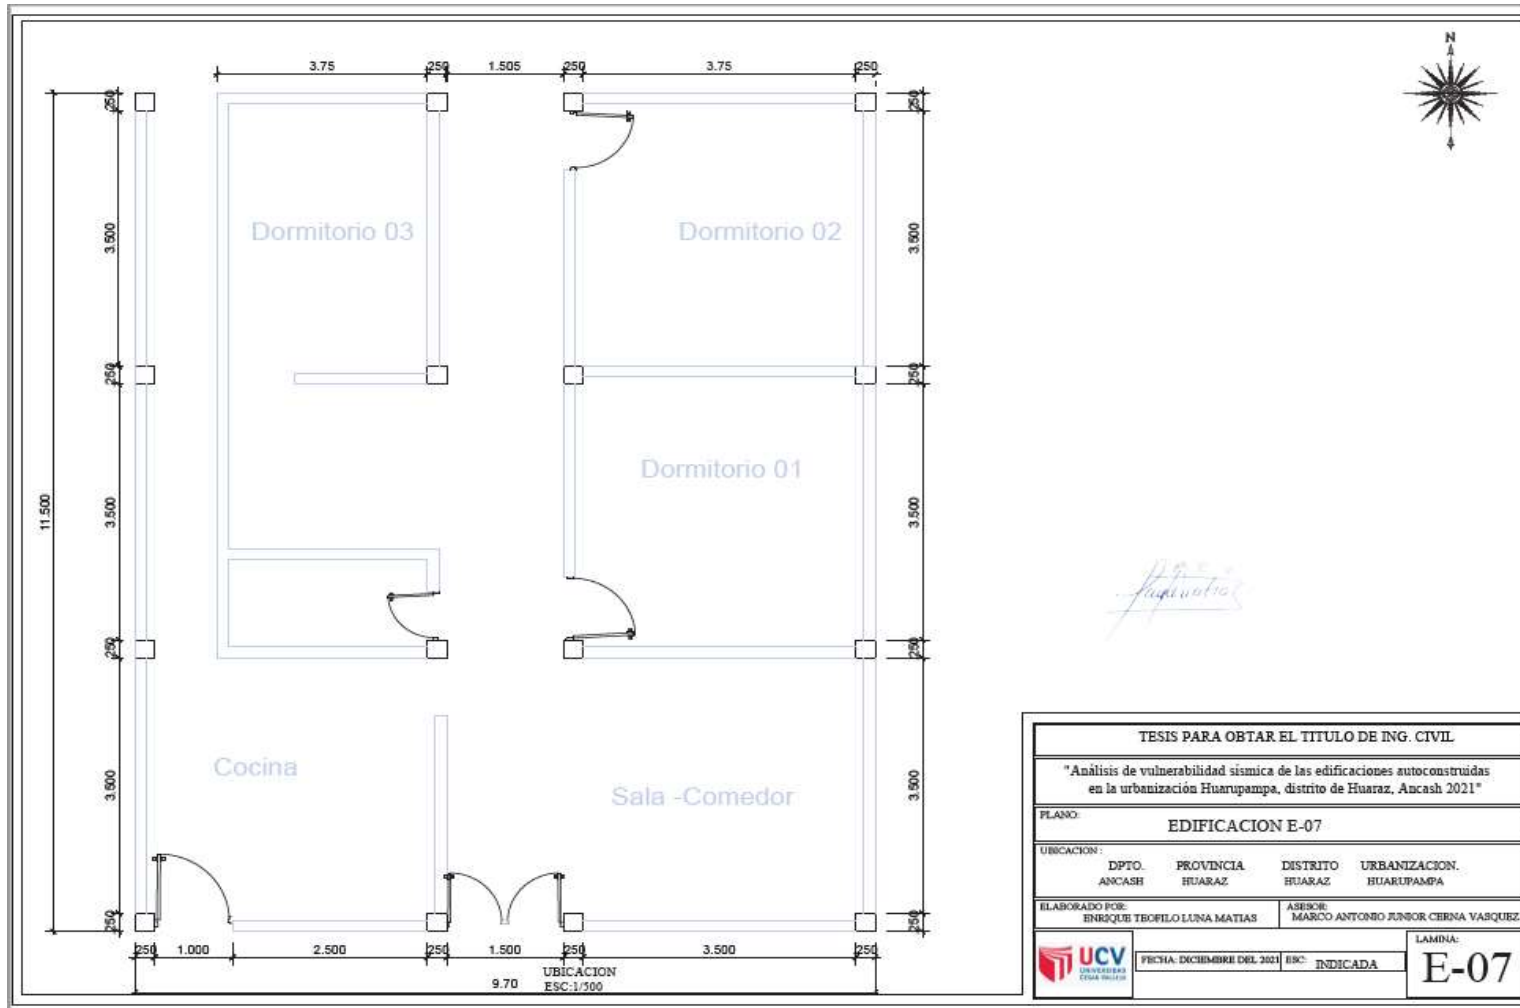 3.75
250
1.505
250
3.75
250
N
250
250
3.500
Dormitorio 03
Dormitorio 02
3.500
250
250
Dormitorio 01
11.500
3.500
3.500
250
250
Cocina
Sala -Comedor
3.500
3.500
250
250
250
1.000
2.500
250
1.500
250
3.500
250
UBICACION
9.70
ESC:1/500
TESIS PARA OBTAR EL TITULO DE ING. CIVIL
"Análisis de vulnerabilidad sísmica de las edificaciones autoconstruidas
en la urbanización Huarupampa, distrito de Huaraz, Ancash 2021"
PLANO:
EDIFICACION E-07
UBICACION :
DPTO. PROVINCIA DISTRITO URBANIZACION.
ANCASH HUARAZ HUARAZ HUARUPAMPA
ELABORADO POR:
ENRIQUE TEOFILO LUNA MATIAS
ASESOR:
MARCO ANTONIO JUNIOR CERNA VASQUEZ
UCV
UNIVERSIDAD
CÉSAR VALLEJO
FECHA: DICIEMBRE DEL 2021
ESC: INDICADA
LAMINA:
E-07